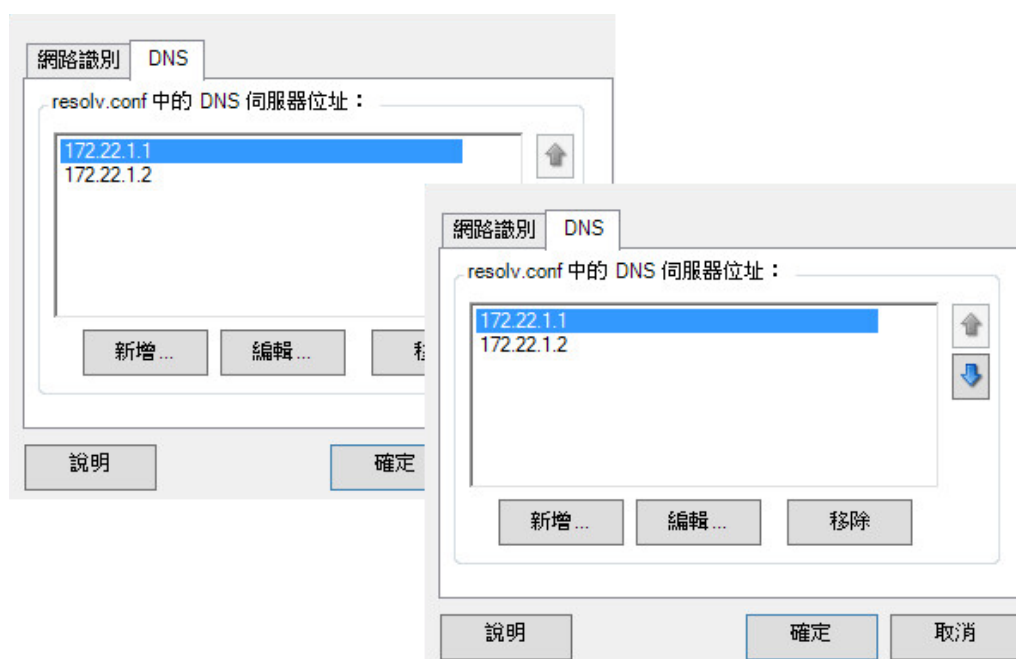 網路識別 DNS
resolv.conf 中的 DNS 伺服器位址：
172.22.1.1
172.22.1.2
新增... 編輯...
說明 確定
網路識別 DNS
resolv.conf 中的 DNS 伺服器位址：
172.22.1.1
172.22.1.2
新增... 編輯... 移除
說明 確定 取消